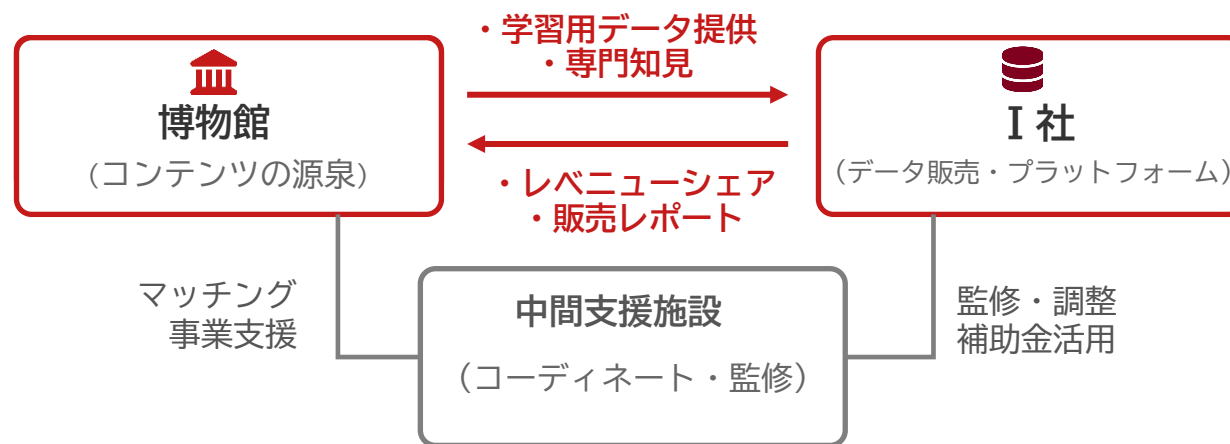 ・学習用データ提供
・専門知見
博物館
(コンテンツの源泉)
I 社
(データ販売・プラットフォーム)
・レベニューシェア
・販売レポート
マッチング
事業支援
中間支援施設
(コーディネート・監修)
監修・調整
補助金活用